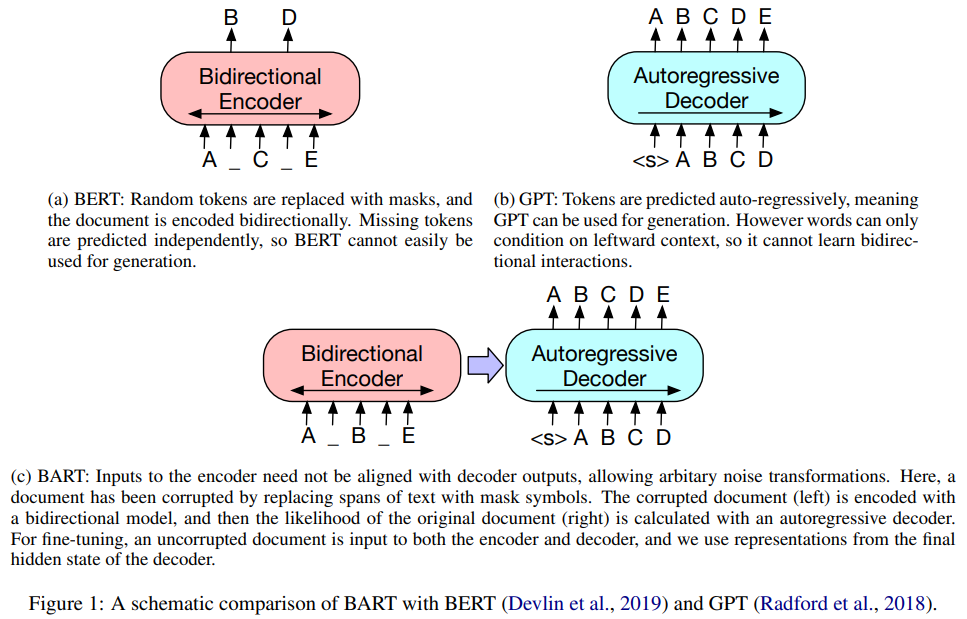 B D
Bidirectional
Encoder
A _ C _ E
(a) BERT: Random tokens are replaced with masks, and
the document is encoded bidirectionally. Missing tokens
are predicted independently, so BERT cannot easily be
used for generation.
A B C D E
Autoregressive
Decoder
<s> A B C D
(b) GPT: Tokens are predicted auto-regressively, meaning
GPT can be used for generation. However words can only
condition on leftward context, so it cannot learn bidirec-
tional interactions.
Bidirectional
Encoder
A _ B _ E
A B C D E
Autoregressive
Decoder
<s> A B C D
(c) BART: Inputs to the encoder need not be aligned with decoder outputs, allowing arbitary noise transformations. Here, a
document has been corrupted by replacing spans of text with mask symbols. The corrupted document (left) is encoded with
a bidirectional model, and then the likelihood of the original document (right) is calculated with an autoregressive decoder.
For fine-tuning, an uncorrupted document is input to both the encoder and decoder, and we use representations from the final
hidden state of the decoder.
Figure 1: A schematic comparison of BART with BERT (Devlin et al., 2019) and GPT (Radford et al., 2018).